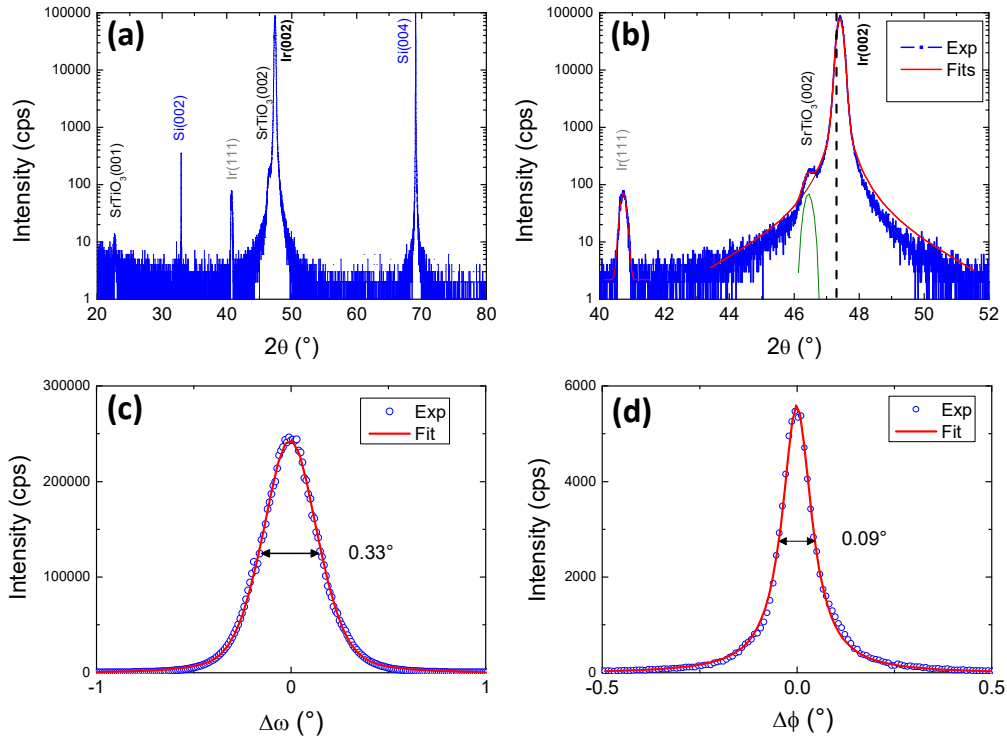 (a)
Intensity (cps)
100000
10000
1000
100
10
1
SrTiO3(001)
Si(002)
Ir(111)
SrTiO3(002)
Ir(002)
Si(004)
20 30 40 50 60 70 80
2θ (°)
(b)
Intensity (cps)
100000
10000
1000
100
10
1
Ir(111)
SrTiO3(002)
Ir(002)
Exp
Fits
40 42 44 46 48 50 52
2θ (°)
(c)
Intensity (cps)
300000
200000
100000
0
Exp
Fit
0.33°
-1 0 1
Δω (°)
(d)
Intensity (cps)
6000
4000
2000
0
Exp
Fit
0.09°
-0.5 0.0 0.5
Δϕ (°)